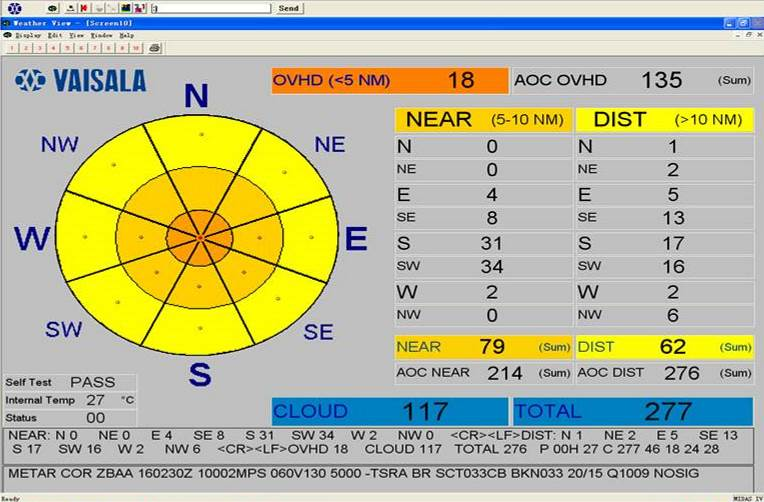 Send
Weather View - [Screen10]
Display Edit View Window Help
1 2 3 4 5 6 7 8 9 10
VAISALA
OVHD (<5 NM) 18 AOC OVHD 135 (Sum)
N
NW NE
W E
SW SE
S
NEAR (5-10 NM) DIST (>10 NM)
N 0 N 1
NE 0 NE 2
E 4 E 5
SE 8 SE 13
S 31 S 17
SW 34 SW 16
W 2 W 2
NW 0 NW 6
NEAR 79 (Sum) DIST 62 (Sum)
AOC NEAR 214 (Sum) AOC DIST 276 (Sum)
Self Test PASS
Internal Temp 27 °C
Status 00
CLOUD 117 TOTAL 277
NEAR: N 0 NE 0 E 4 SE 8 S 31 SW 34 W 2 NW 0 <CR><LF>DIST: N 1 NE 2 E 5 SE 13
S 17 SW 16 W 2 NW 6 <CR><LF>OVHD 18 CLOUD 117 TOTAL 276 P 00H 27 C 277 46 18 24 28
METAR COR ZBAA 160230Z 10002MPS 060V130 5000 -TSRA BR SCT033CB BKN033 20/15 Q1009 NOSIG
Ready MIDAS IV